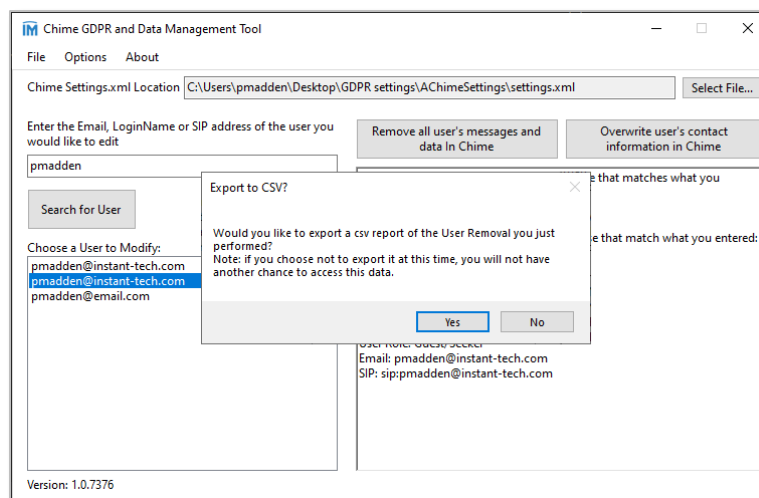 Chime GDPR and Data Management Tool
File Options About
Chime Settings.xml Location C:\Users\pmadden\Desktop\GDPR settings\AChimeSettings\settings.xml Select File...
Enter the Email, LoginName or SIP address of the user you
would like to edit
pmadden
Search for User
Remove all user's messages and
data In Chime
Overwrite user's contact
information in Chime
that matches what you
that match what you entered:
Export to CSV?
Would you like to export a csv report of the User Removal you just
performed?
Note: if you choose not to export it at this time, you will not have
another chance to access this data.
Yes No
Choose a User to Modify:
pmadden@instant-tech.com
pmadden@instant-tech.com
pmadden@email.com
User Role: Guest/Seeker
Email: pmadden@instant-tech.com
SIP: sip:pmadden@instant-tech.com
Version: 1.0.7376